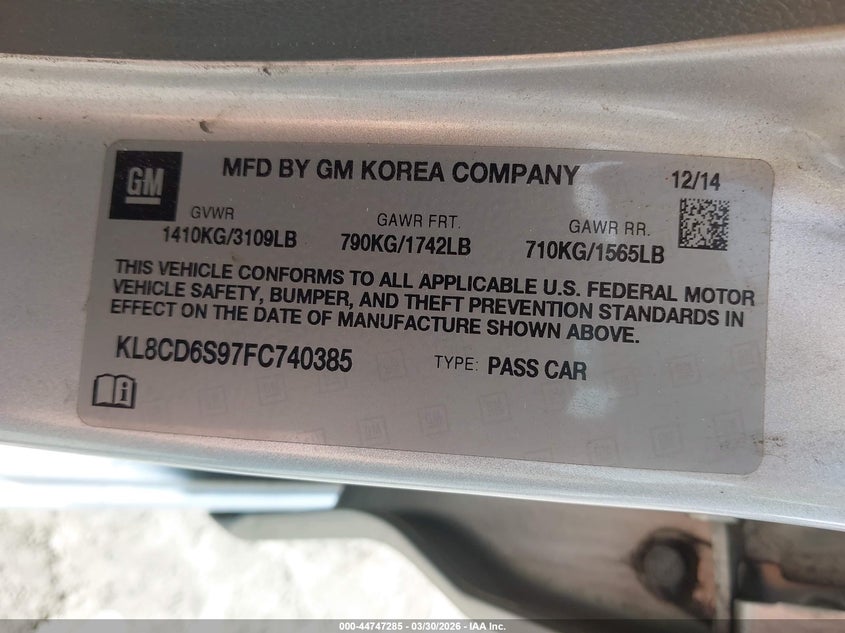 GM
MFD BY GM KOREA COMPANY 12/14
GVWR GAWR FRT. GAWR RR.
1410KG/3109LB 790KG/1742LB 710KG/1565LB
THIS VEHICLE CONFORMS TO ALL APPLICABLE U.S. FEDERAL MOTOR
VEHICLE SAFETY, BUMPER, AND THEFT PREVENTION STANDARDS IN
EFFECT ON THE DATE OF MANUFACTURE SHOWN ABOVE.
KL8CD6S97FC740385 TYPE: PASS CAR
000-44747285 - 03/30/2026 - IAA Inc.